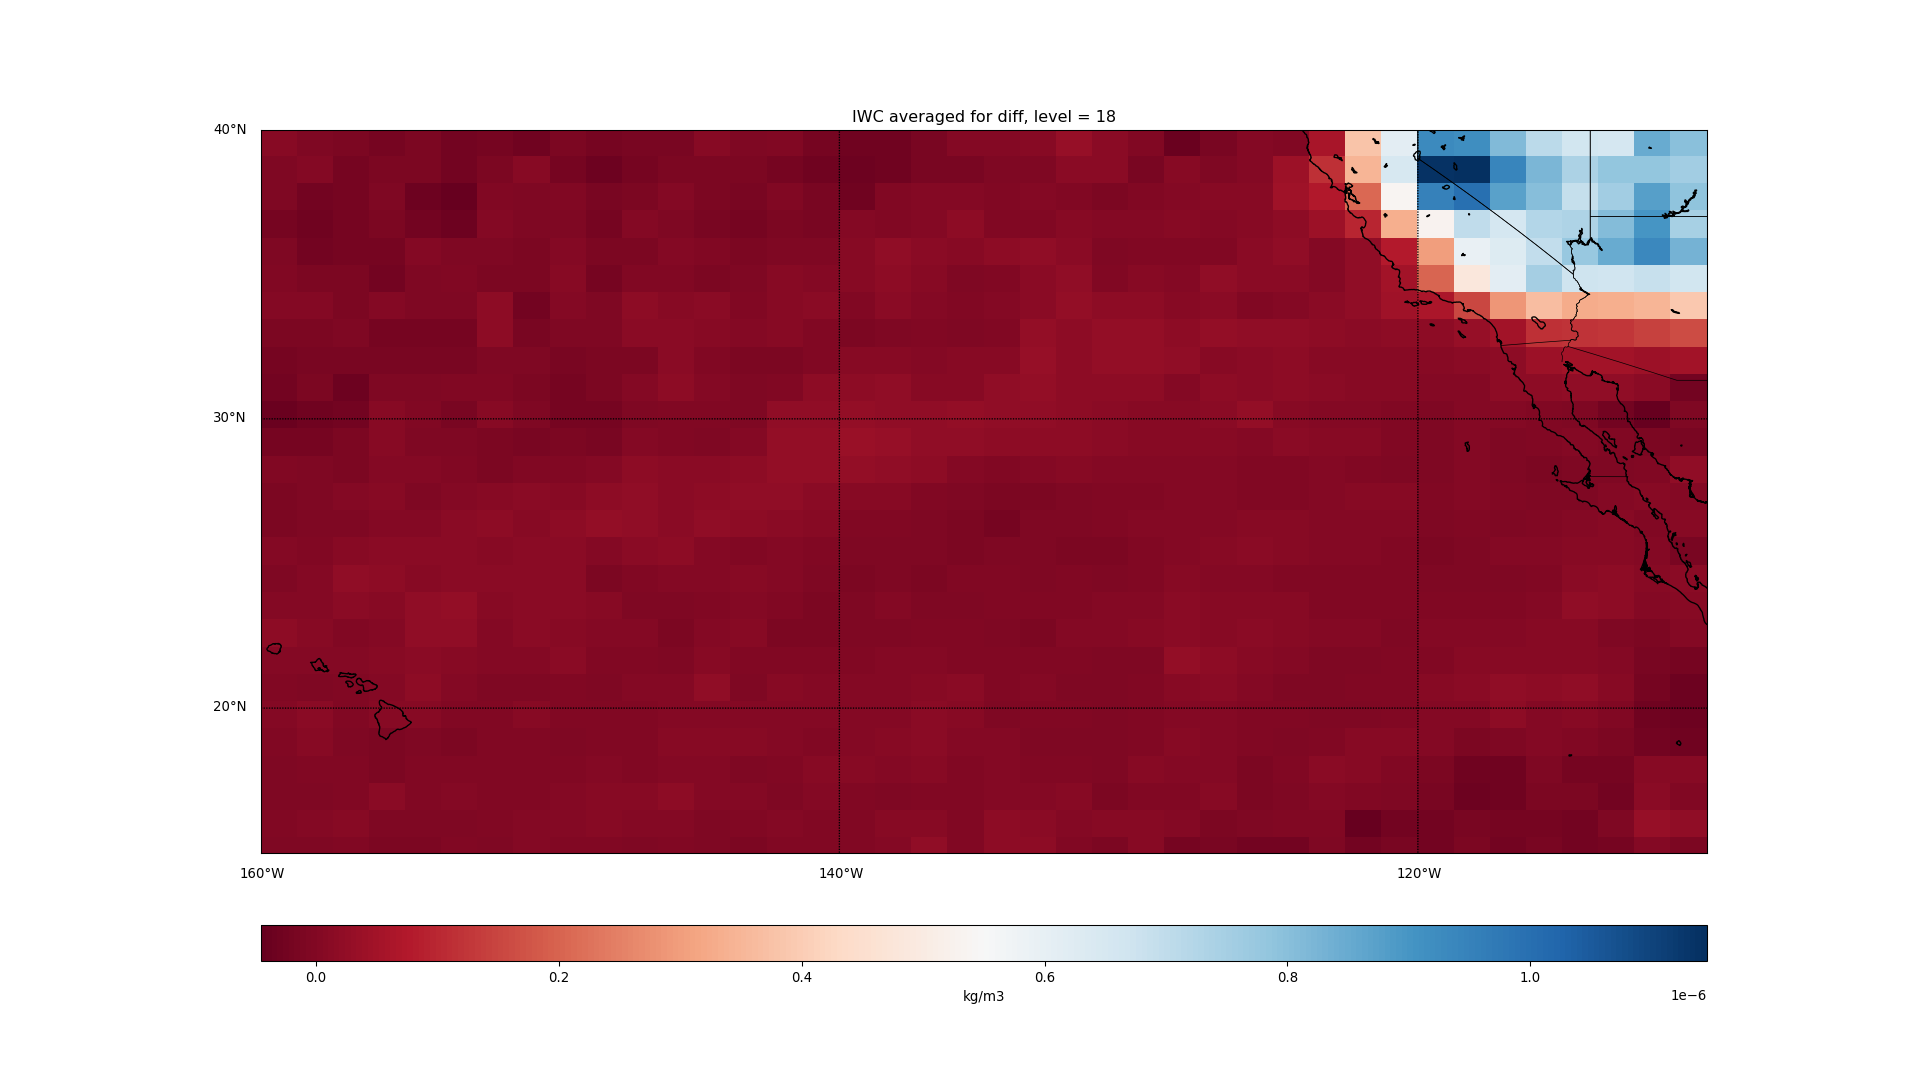 IWC averaged for diff, level = 18
40°N
30°N
20°N
160°W 140°W 120°W
0.0 0.2 0.4 0.6 0.8 1.0
kg/m3
1e−6